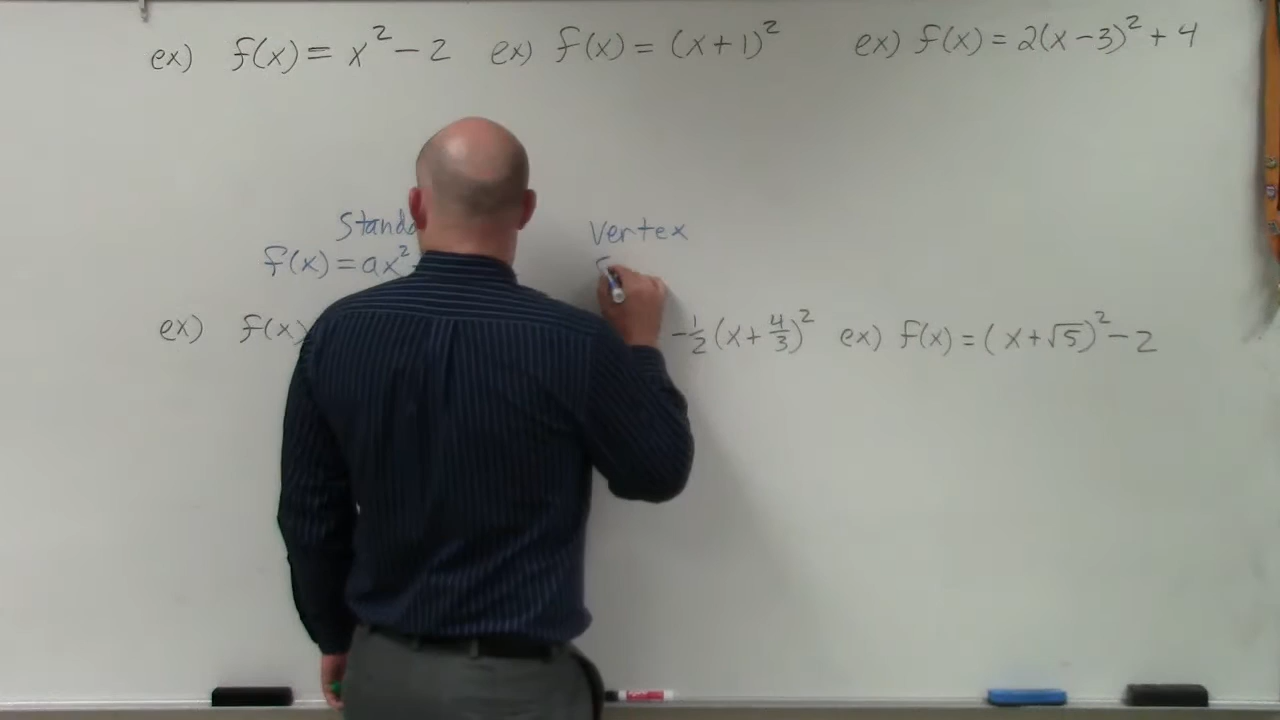 ex) f(x) = x² - 2 ex) f(x) = (x + 1)² ex) f(x) = 2(x - 3)² + 4
Vertex
f(x) = ax²
ex) f(x) -1/2 (x + 4/3)² ex) f(x) = (x + √5)² - 2